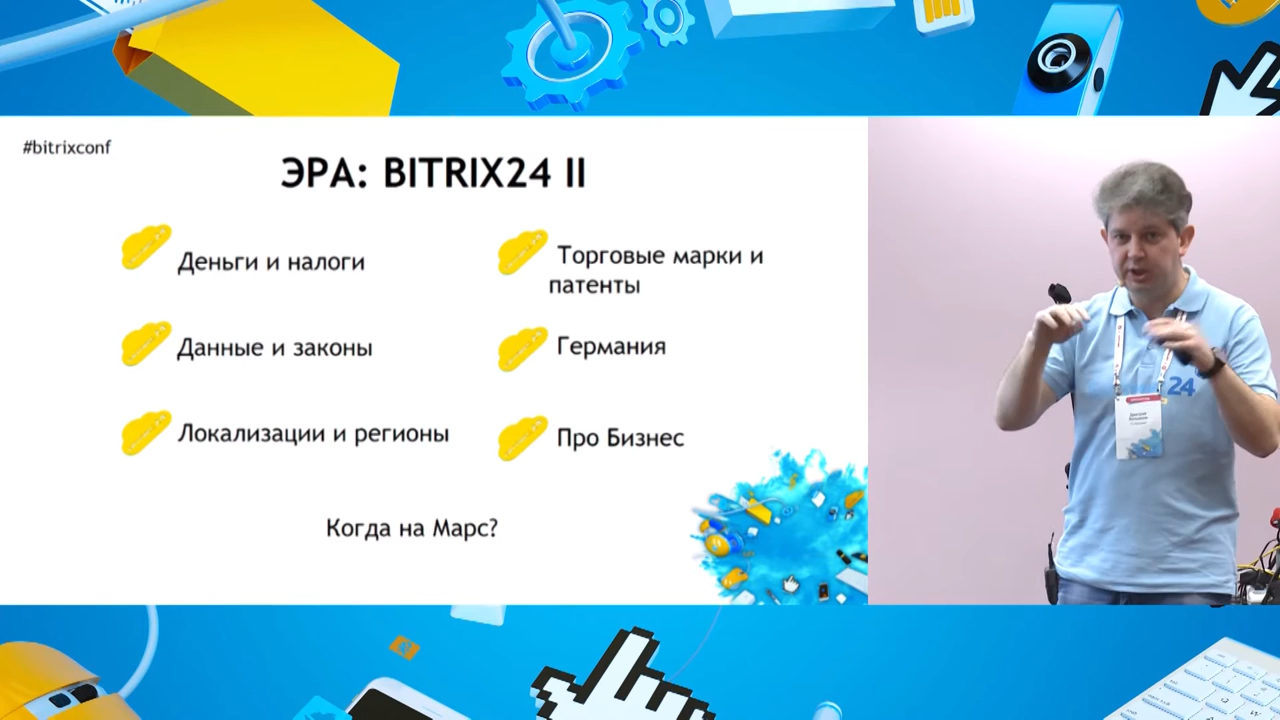 #bitrixconf
ЭРА: BITRIX24 II
Деньги и налоги
Торговые марки и
патенты
Данные и законы
Германия
Локализации и регионы
Про Бизнес
Когда на Марс?
24
Дмитрий